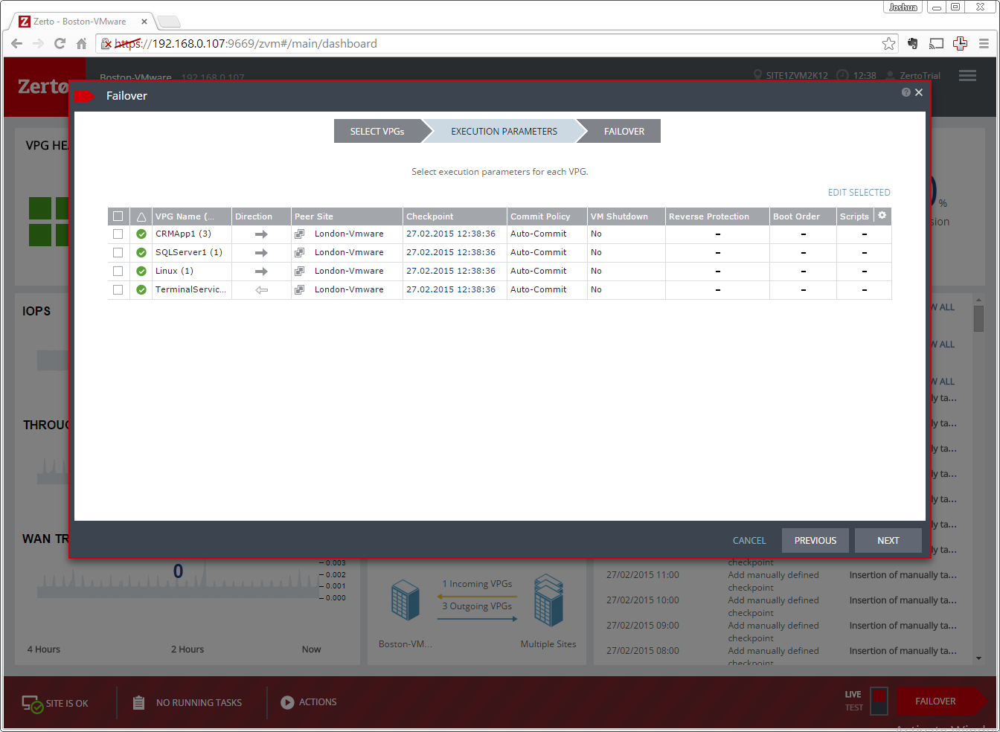 Joshua
Zerto - Boston-VMware
https://192.168.0.107:9669/zvm#/main/dashboard
Zerto
Boston-VMware 192.168.0.107
SITE1ZVM2K12 12:38 ZertoTrial
Failover
SELECT VPGs EXECUTION PARAMETERS FAILOVER
VPG HEA
Select execution parameters for each VPG.
EDIT SELECTED
%
sion
VPG Name (... Direction Peer Site Checkpoint Commit Policy VM Shutdown Reverse Protection Boot Order Scripts
CRMApp1 (3) London-Vmware 27.02.2015 12:38:36 Auto-Commit No – – –
SQLServer1 (1) London-Vmware 27.02.2015 12:38:36 Auto-Commit No – – –
Linux (1) London-Vmware 27.02.2015 12:38:36 Auto-Commit No – – –
TerminalServic... London-Vmware 27.02.2015 12:38:36 Auto-Commit No – – –
IOPS
W ALL
W ALL
W ALL
ly ta...
ly ta...
THROUG
ly ta...
ly ta...
ly ta...
ly ta...
WAN TR
CANCEL PREVIOUS NEXT
ly ta...
0
0.003
0.002
0.001
0.000
4 Hours 2 Hours Now
1 Incoming VPGs
3 Outgoing VPGs
Boston-VM... Multiple Sites
checkpoint
27/02/2015 11:00 Add manually defined Insertion of manually ta...
checkpoint
27/02/2015 10:00 Add manually defined Insertion of manually ta...
checkpoint
27/02/2015 09:00 Add manually defined Insertion of manually ta...
checkpoint
27/02/2015 08:00 Add manually defined Insertion of manually ta...
checkpoint
SITE IS OK NO RUNNING TASKS ACTIONS
LIVE
TEST
FAILOVER